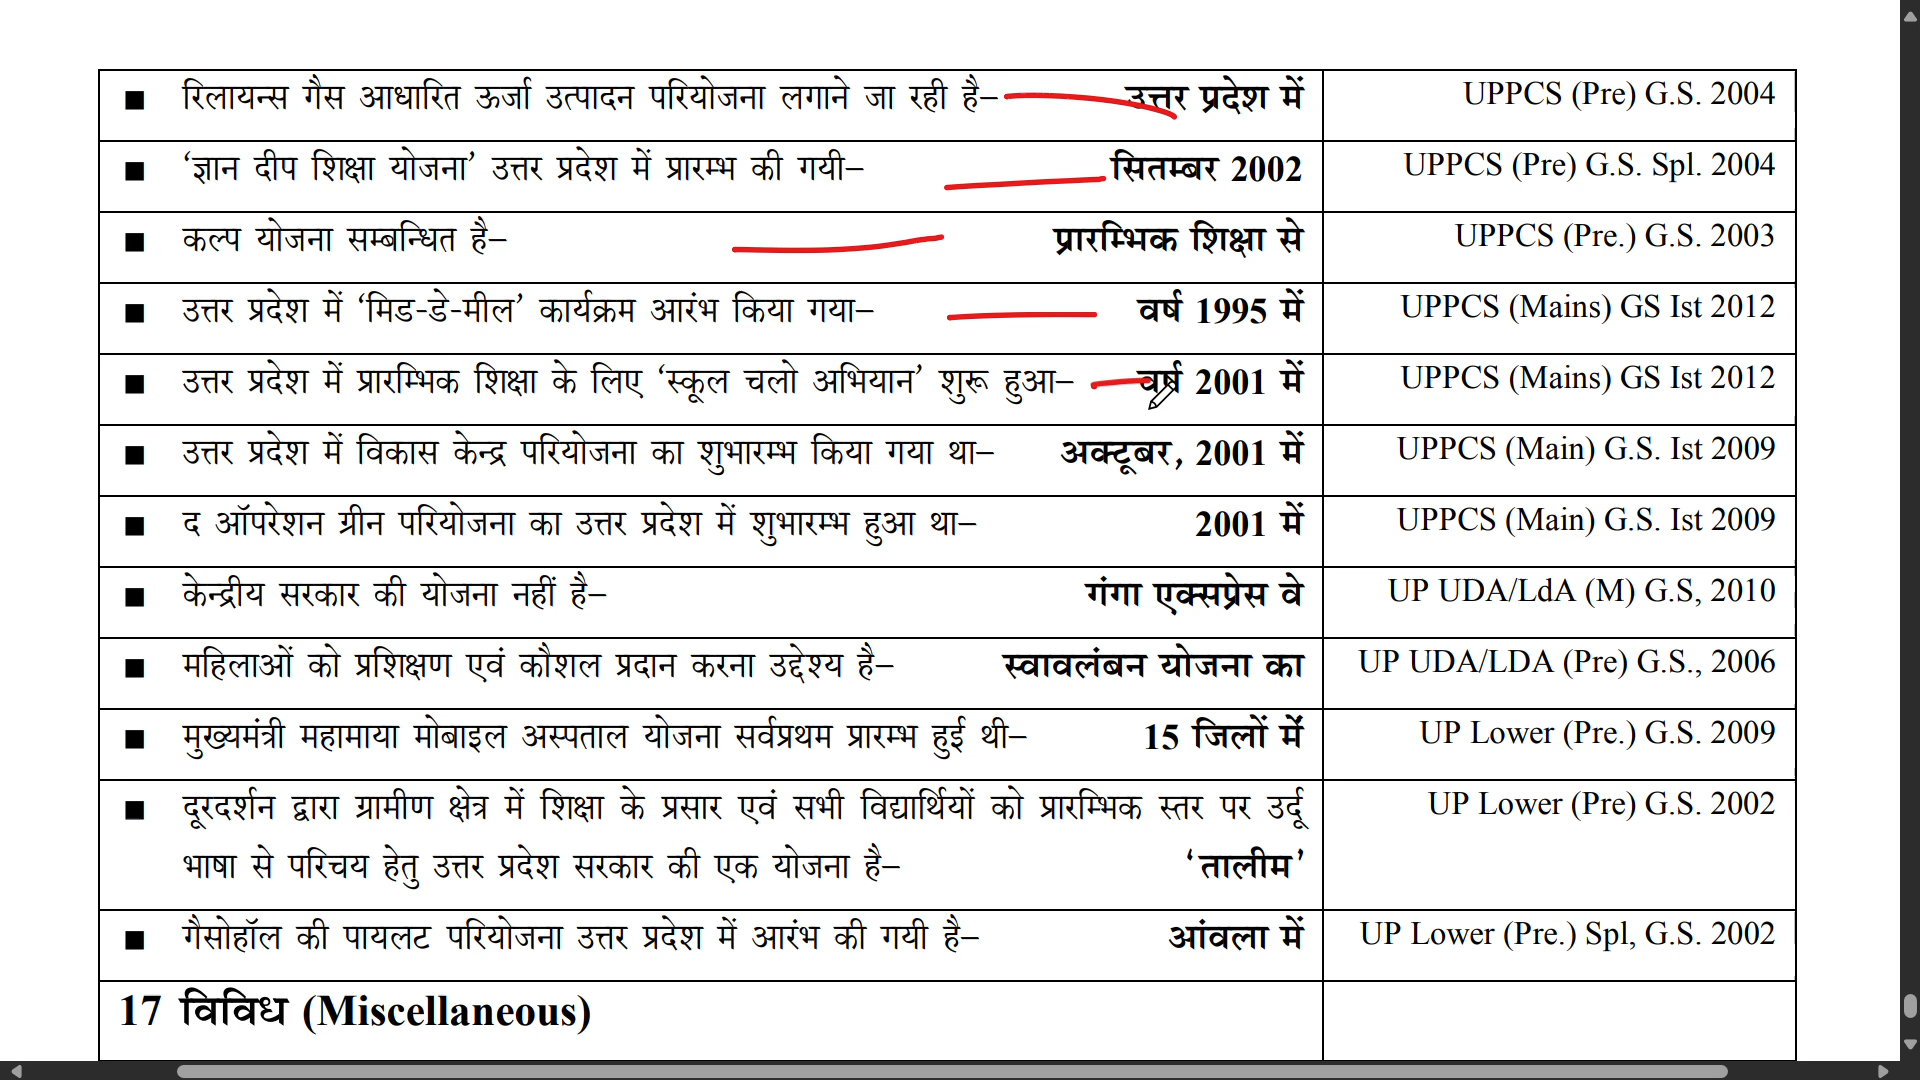 ■ रिलायन्स गैस आधारित ऊर्जा उत्पादन परियोजना लगाने जा रही है– उत्तर प्रदेश में UPPCS (Pre) G.S. 2004
■ ‘ज्ञान दीप शिक्षा योजना’ उत्तर प्रदेश में प्रारम्भ की गयी– सितम्बर 2002 UPPCS (Pre) G.S. Spl. 2004
■ कल्प योजना सम्बन्धित है– प्रारम्भिक शिक्षा से UPPCS (Pre.) G.S. 2003
■ उत्तर प्रदेश में ‘मिड-डे-मील’ कार्यक्रम आरंभ किया गया– वर्ष 1995 में UPPCS (Mains) GS Ist 2012
■ उत्तर प्रदेश में प्रारम्भिक शिक्षा के लिए ‘स्कूल चलो अभियान’ शुरू हुआ– वर्ष 2001 में UPPCS (Mains) GS Ist 2012
■ उत्तर प्रदेश में विकास केन्द्र परियोजना का शुभारम्भ किया गया था– अक्टूबर, 2001 में UPPCS (Main) G.S. Ist 2009
■ द ऑपरेशन ग्रीन परियोजना का उत्तर प्रदेश में शुभारम्भ हुआ था– 2001 में UPPCS (Main) G.S. Ist 2009
■ केन्द्रीय सरकार की योजना नहीं है– गंगा एक्सप्रेस वे UP UDA/LdA (M) G.S, 2010
■ महिलाओं को प्रशिक्षण एवं कौशल प्रदान करना उद्देश्य है– स्वावलंबन योजना का UP UDA/LDA (Pre) G.S., 2006
■ मुख्यमंत्री महामाया मोबाइल अस्पताल योजना सर्वप्रथम प्रारम्भ हुई थी– 15 जिलों में UP Lower (Pre.) G.S. 2009
■ दूरदर्शन द्वारा ग्रामीण क्षेत्र में शिक्षा के प्रसार एवं सभी विद्यार्थियों को प्रारम्भिक स्तर पर उर्दू UP Lower (Pre) G.S. 2002
भाषा से परिचय हेतु उत्तर प्रदेश सरकार की एक योजना है– ‘तालीम’
■ गैसोहॉल की पायलट परियोजना उत्तर प्रदेश में आरंभ की गयी है– आंवला में UP Lower (Pre.) Spl, G.S. 2002
17 विविध (Miscellaneous)